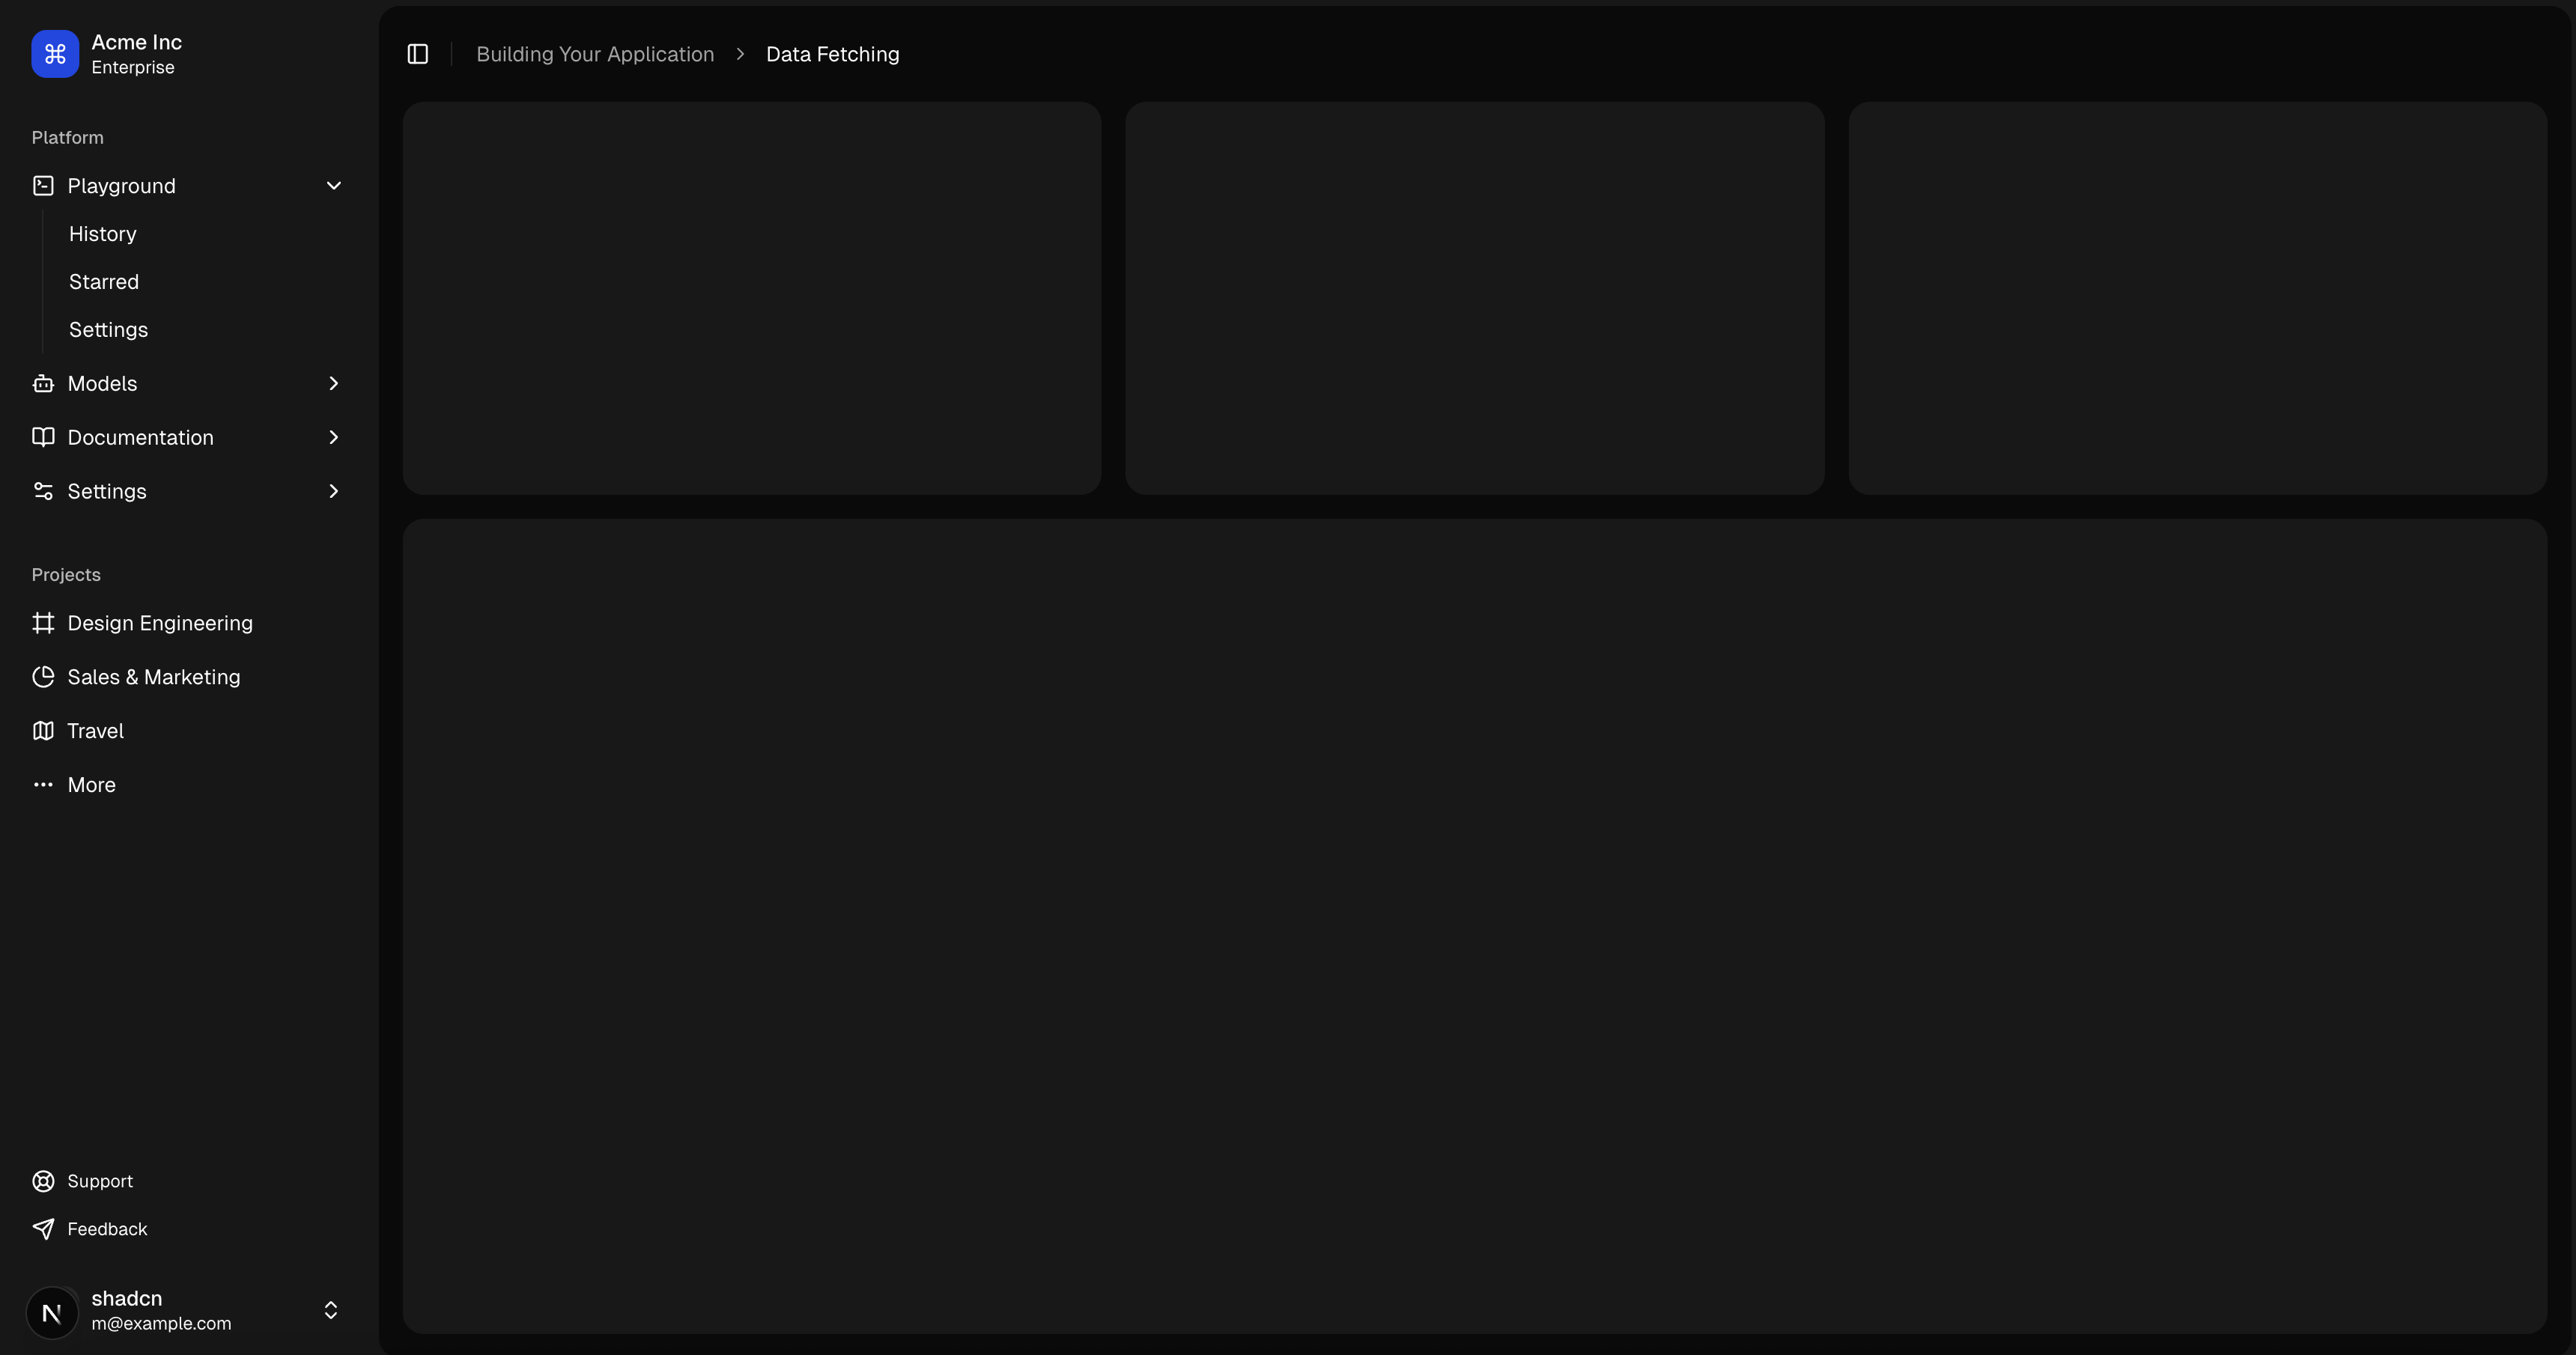 Acme Inc
Enterprise
Platform
Playground
History
Starred
Settings
Models
Documentation
Settings
Projects
Design Engineering
Sales & Marketing
Travel
More
Support
Feedback
N
shadcn
m@example.com
Building Your Application
Data Fetching